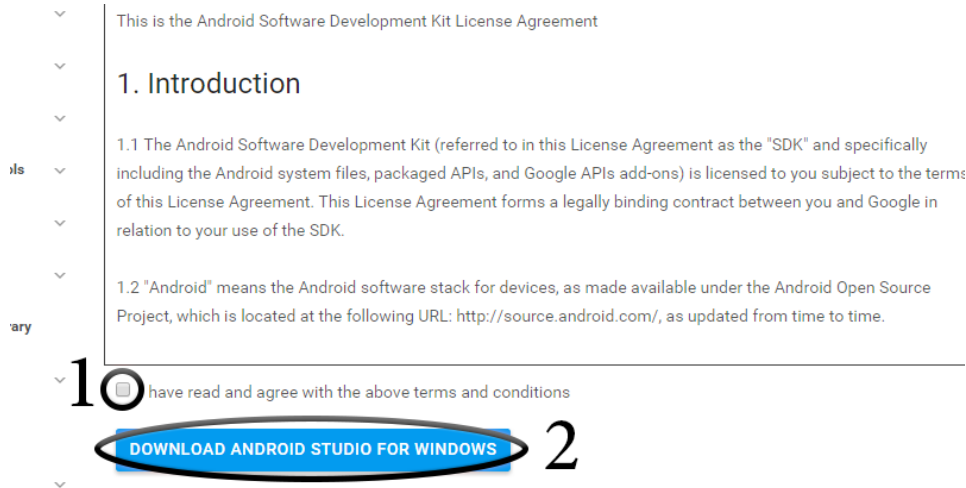 This is the Android Software Development Kit License Agreement
1. Introduction
1.1 The Android Software Development Kit (referred to in this License Agreement as the "SDK" and specifically
ols
including the Android system files, packaged APIs, and Google APIs add-ons) is licensed to you subject to the terms
of this License Agreement. This License Agreement forms a legally binding contract between you and Google in
relation to your use of the SDK.
1.2 "Android" means the Android software stack for devices, as made available under the Android Open Source
Project, which is located at the following URL: http://source.android.com/, as updated from time to time.
rary
1
have read and agree with the above terms and conditions
DOWNLOAD ANDROID STUDIO FOR WINDOWS
2